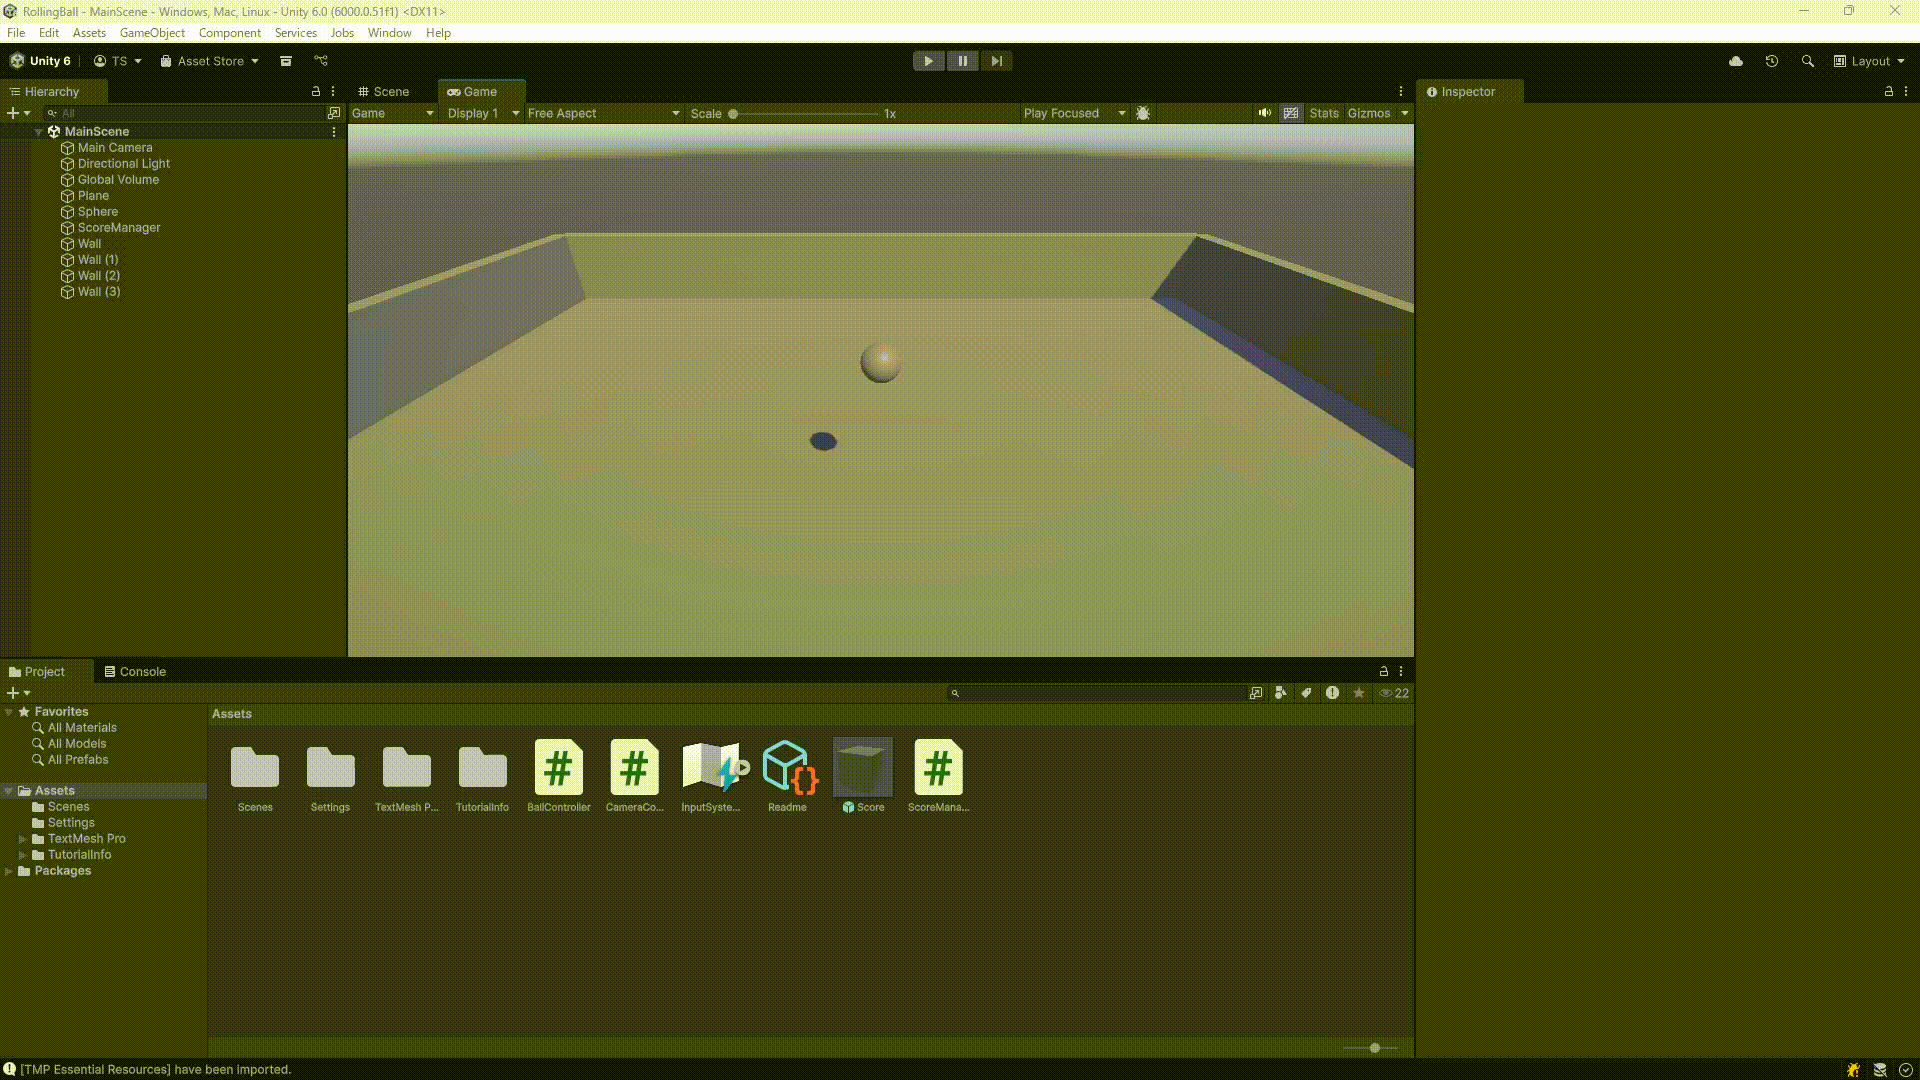 RollingBall - MainScene - Windows, Mac, Linux - Unity 6.0 (6000.0.51f1) <DX11>
File Edit Assets GameObject Component Services Jobs Window Help
Unity 6 TS Asset Store Layout
Hierarchy
All
MainScene
Main Camera
Directional Light
Global Volume
Plane
Sphere
ScoreManager
Wall
Wall (1)
Wall (2)
Wall (3)
Scene Game
Game Display 1 Free Aspect Scale 1x Play Focused Stats Gizmos
Inspector
Project Console
22
Favorites
All Materials
All Models
All Prefabs
Assets
Scenes
Settings
TextMesh Pro
TutorialInfo
Packages
Assets
Scenes Settings TextMesh P... TutorialInfo BallController CameraCo... InputSyste... Readme Score ScoreMana...
[TMP Essential Resources] have been imported.